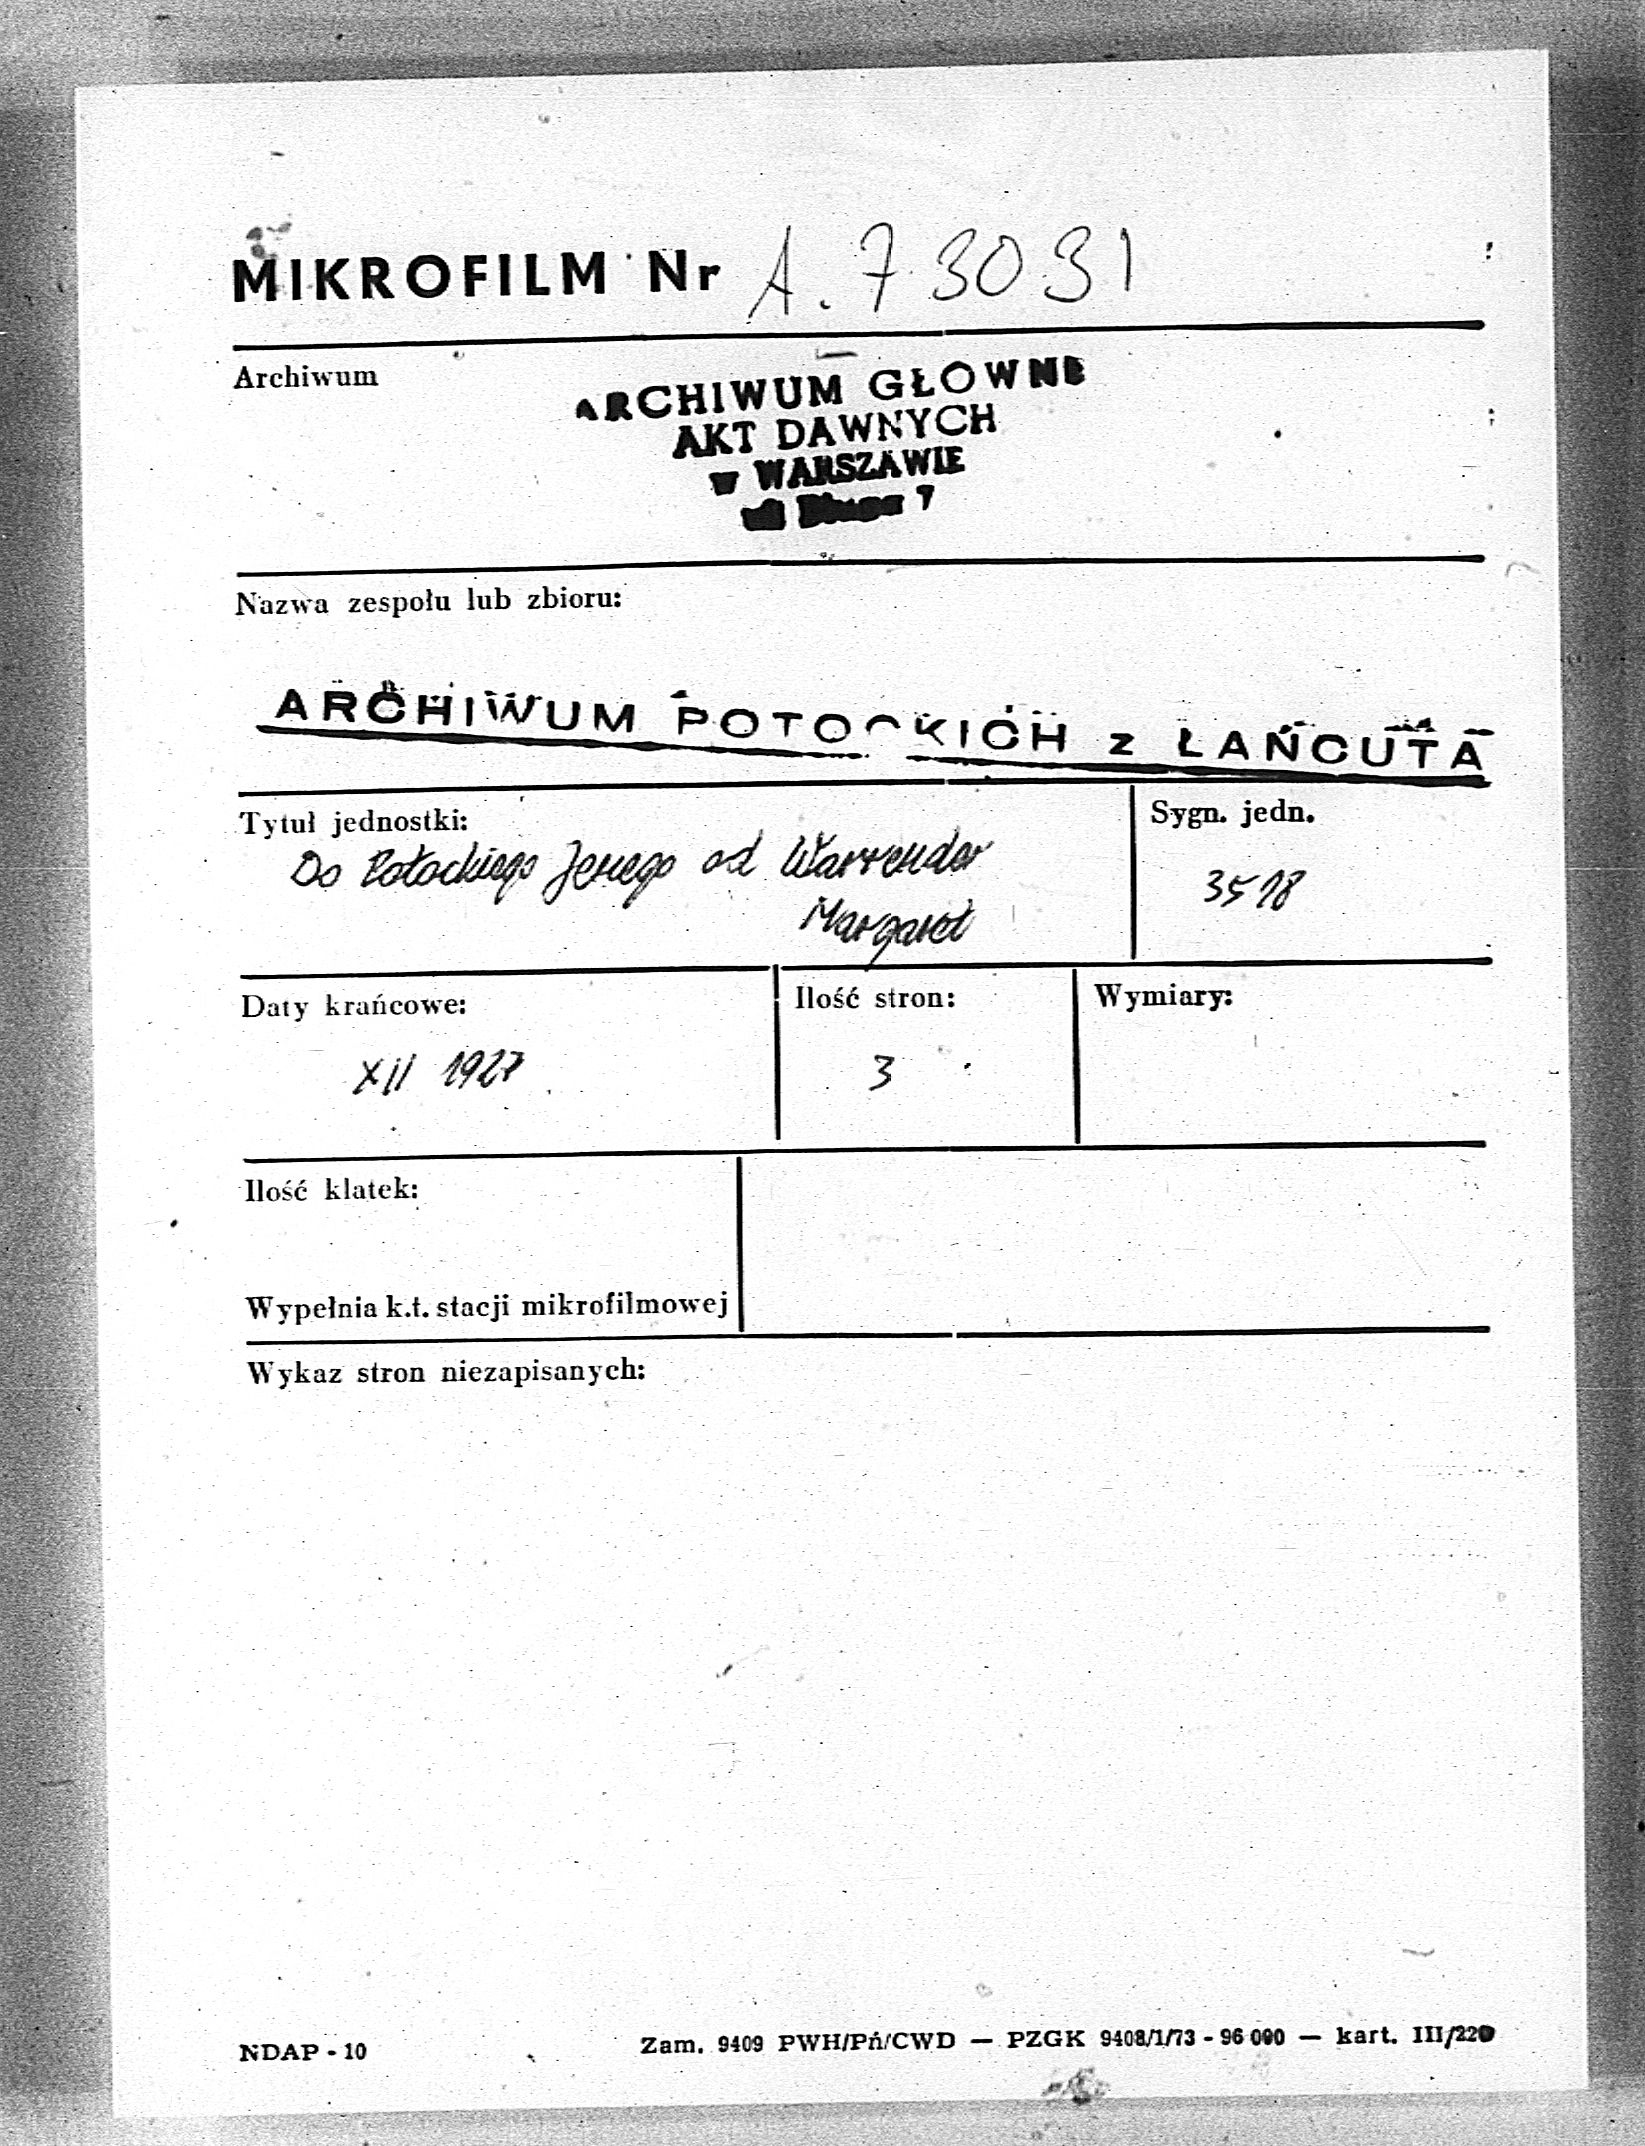 MIKROFILM Nr A. 73031
Archiwum
ARCHIWUM GŁOWNE
AKT DAWNYCH
w WARSZAWIE
ul Długa 7
Nazwa zespołu lub zbioru:
ARCHIWUM POTOCKICH z ŁAŃCUTA
Tytuł jednostki:
Sygn. jedn.
Do Potockiego Jerzego od Warrender
Margaret
3518
Daty krańcowe:
Ilość stron:
Wymiary:
XII 1927
3
Ilość klatek:
Wypełnia k.t. stacji mikrofilmowej
Wykaz stron niezapisanych:
NDAP - 10
Zam. 9409 PWH/Pń/CWD — PZGK 9408/1/73 - 96 000 — kart. III/220